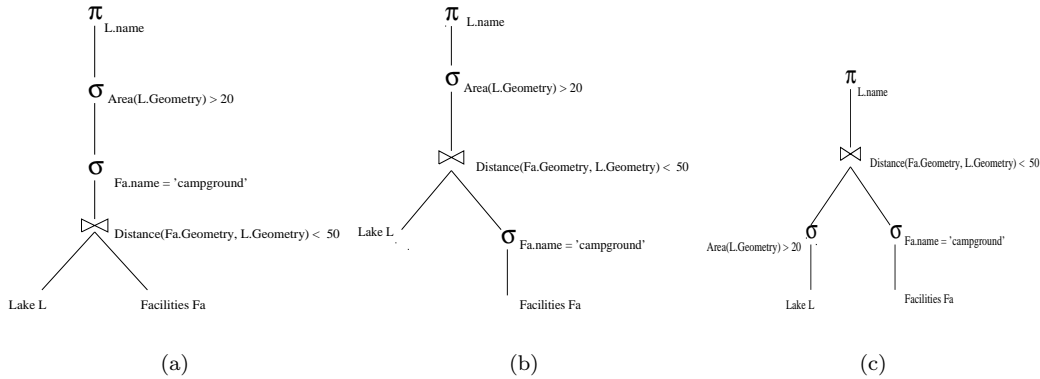 π
L.name
σ
Area(L.Geometry) > 20
σ
Fa.name = ’campground’
Distance(Fa.Geometry, L.Geometry) < 50
Lake L
Facilities Fa
(a)
π
L.name
σ
Area(L.Geometry) > 20
Distance(Fa.Geometry, L.Geometry) < 50
Lake L
σ
Fa.name = ’campground’
Facilities Fa
(b)
π
L.name
Distance(Fa.Geometry, L.Geometry) < 50
σ
Area(L.Geometry) > 20
σ
Fa.name = ’campground’
Lake L
Facilities Fa
(c)